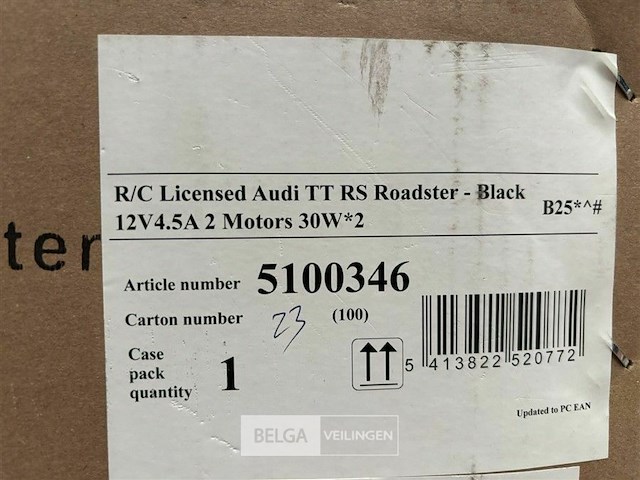 R/C Licensed Audi TT RS Roadster - Black
12V4.5A 2 Motors 30W*2
B25*^#
ter
Article number 5100346
Carton number 23 (100)
Case pack quantity 1
5 413822 520772
Updated to PC EAN
BELGA VEILINGEN